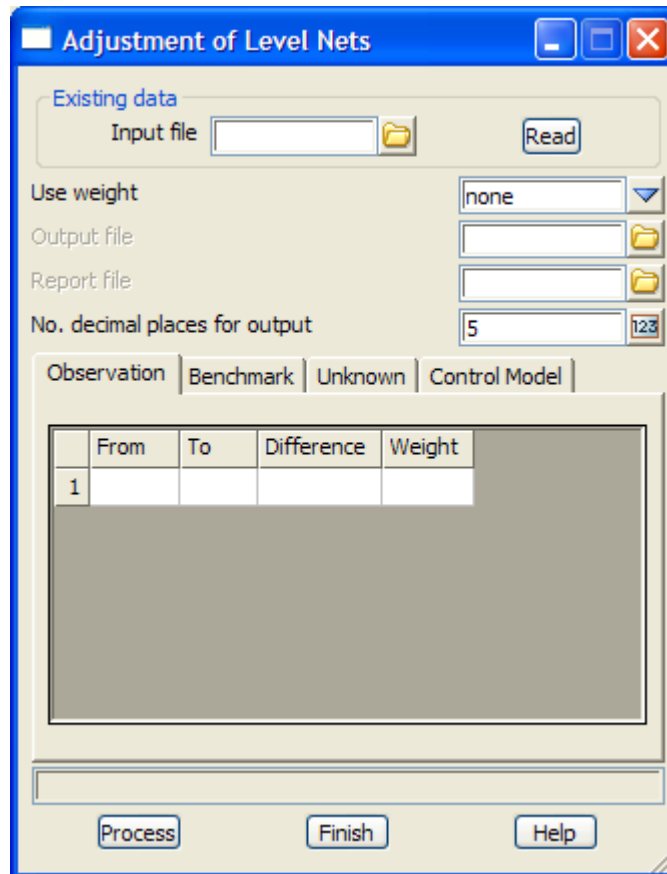 Adjustment of Level Nets
Existing data
Input file Read
Use weight none
Output file
Report file
No. decimal places for output 5 123
Observation Benchmark Unknown Control Model
From To Difference Weight
1
Process Finish Help